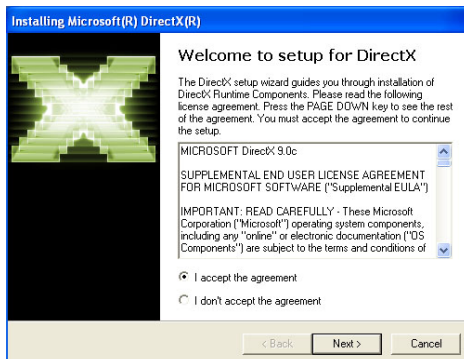 Installing Microsoft(R) DirectX(R)
Welcome to setup for DirectX
The DirectX setup wizard guides you through installation of
DirectX Runtime Components. Please read the following
license agreement. Press the PAGE DOWN key to see the rest
of the agreement. You must accept the agreement to continue
the setup.
MICROSOFT DirectX 9.0c
SUPPLEMENTAL END USER LICENSE AGREEMENT
FOR MICROSOFT SOFTWARE ("Supplemental EULA")
IMPORTANT: READ CAREFULLY - These Microsoft
Corporation ("Microsoft") operating system components,
including any "online" or electronic documentation ("OS
Components") are subject to the terms and conditions of
I accept the agreement
I don't accept the agreement
< Back
Next >
Cancel